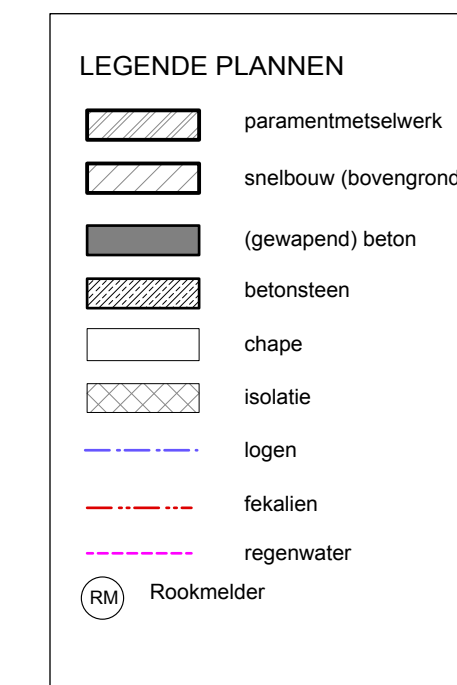 LEGENDE PLANNEN
paramentmetselwerk
snelbouw (bovengrond
(gewapend) beton
betonsteen
chape
isolatie
logen
fekalien
regenwater
RM Rookmelder